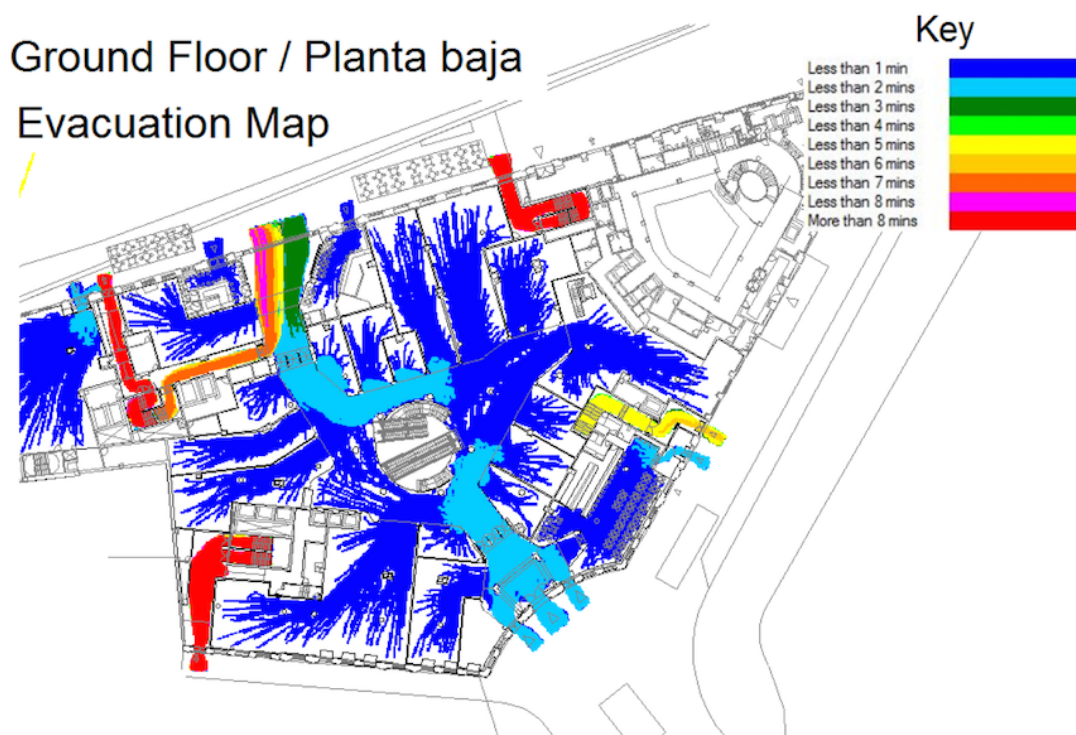 Ground Floor / Planta baja
Evacuation Map
Key
Less than 1 min
Less than 2 mins
Less than 3 mins
Less than 4 mins
Less than 5 mins
Less than 6 mins
Less than 7 mins
Less than 8 mins
More than 8 mins